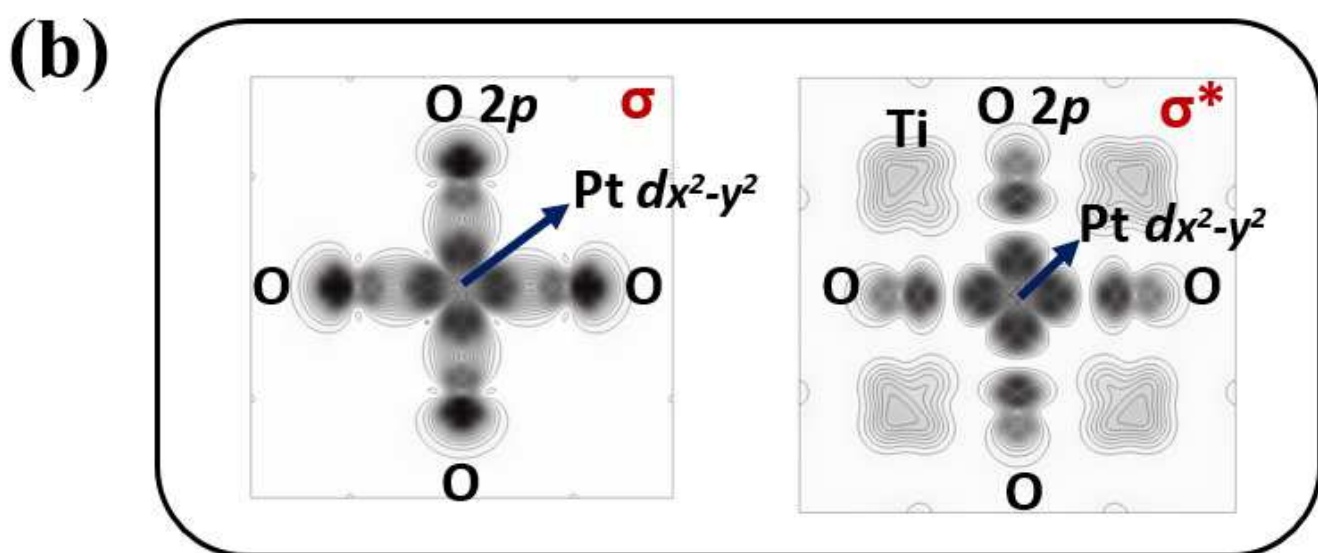 (b)
O 2p
σ
Pt dx²-y²
O
O
O
Ti
O 2p
σ*
Pt dx²-y²
O
O
O